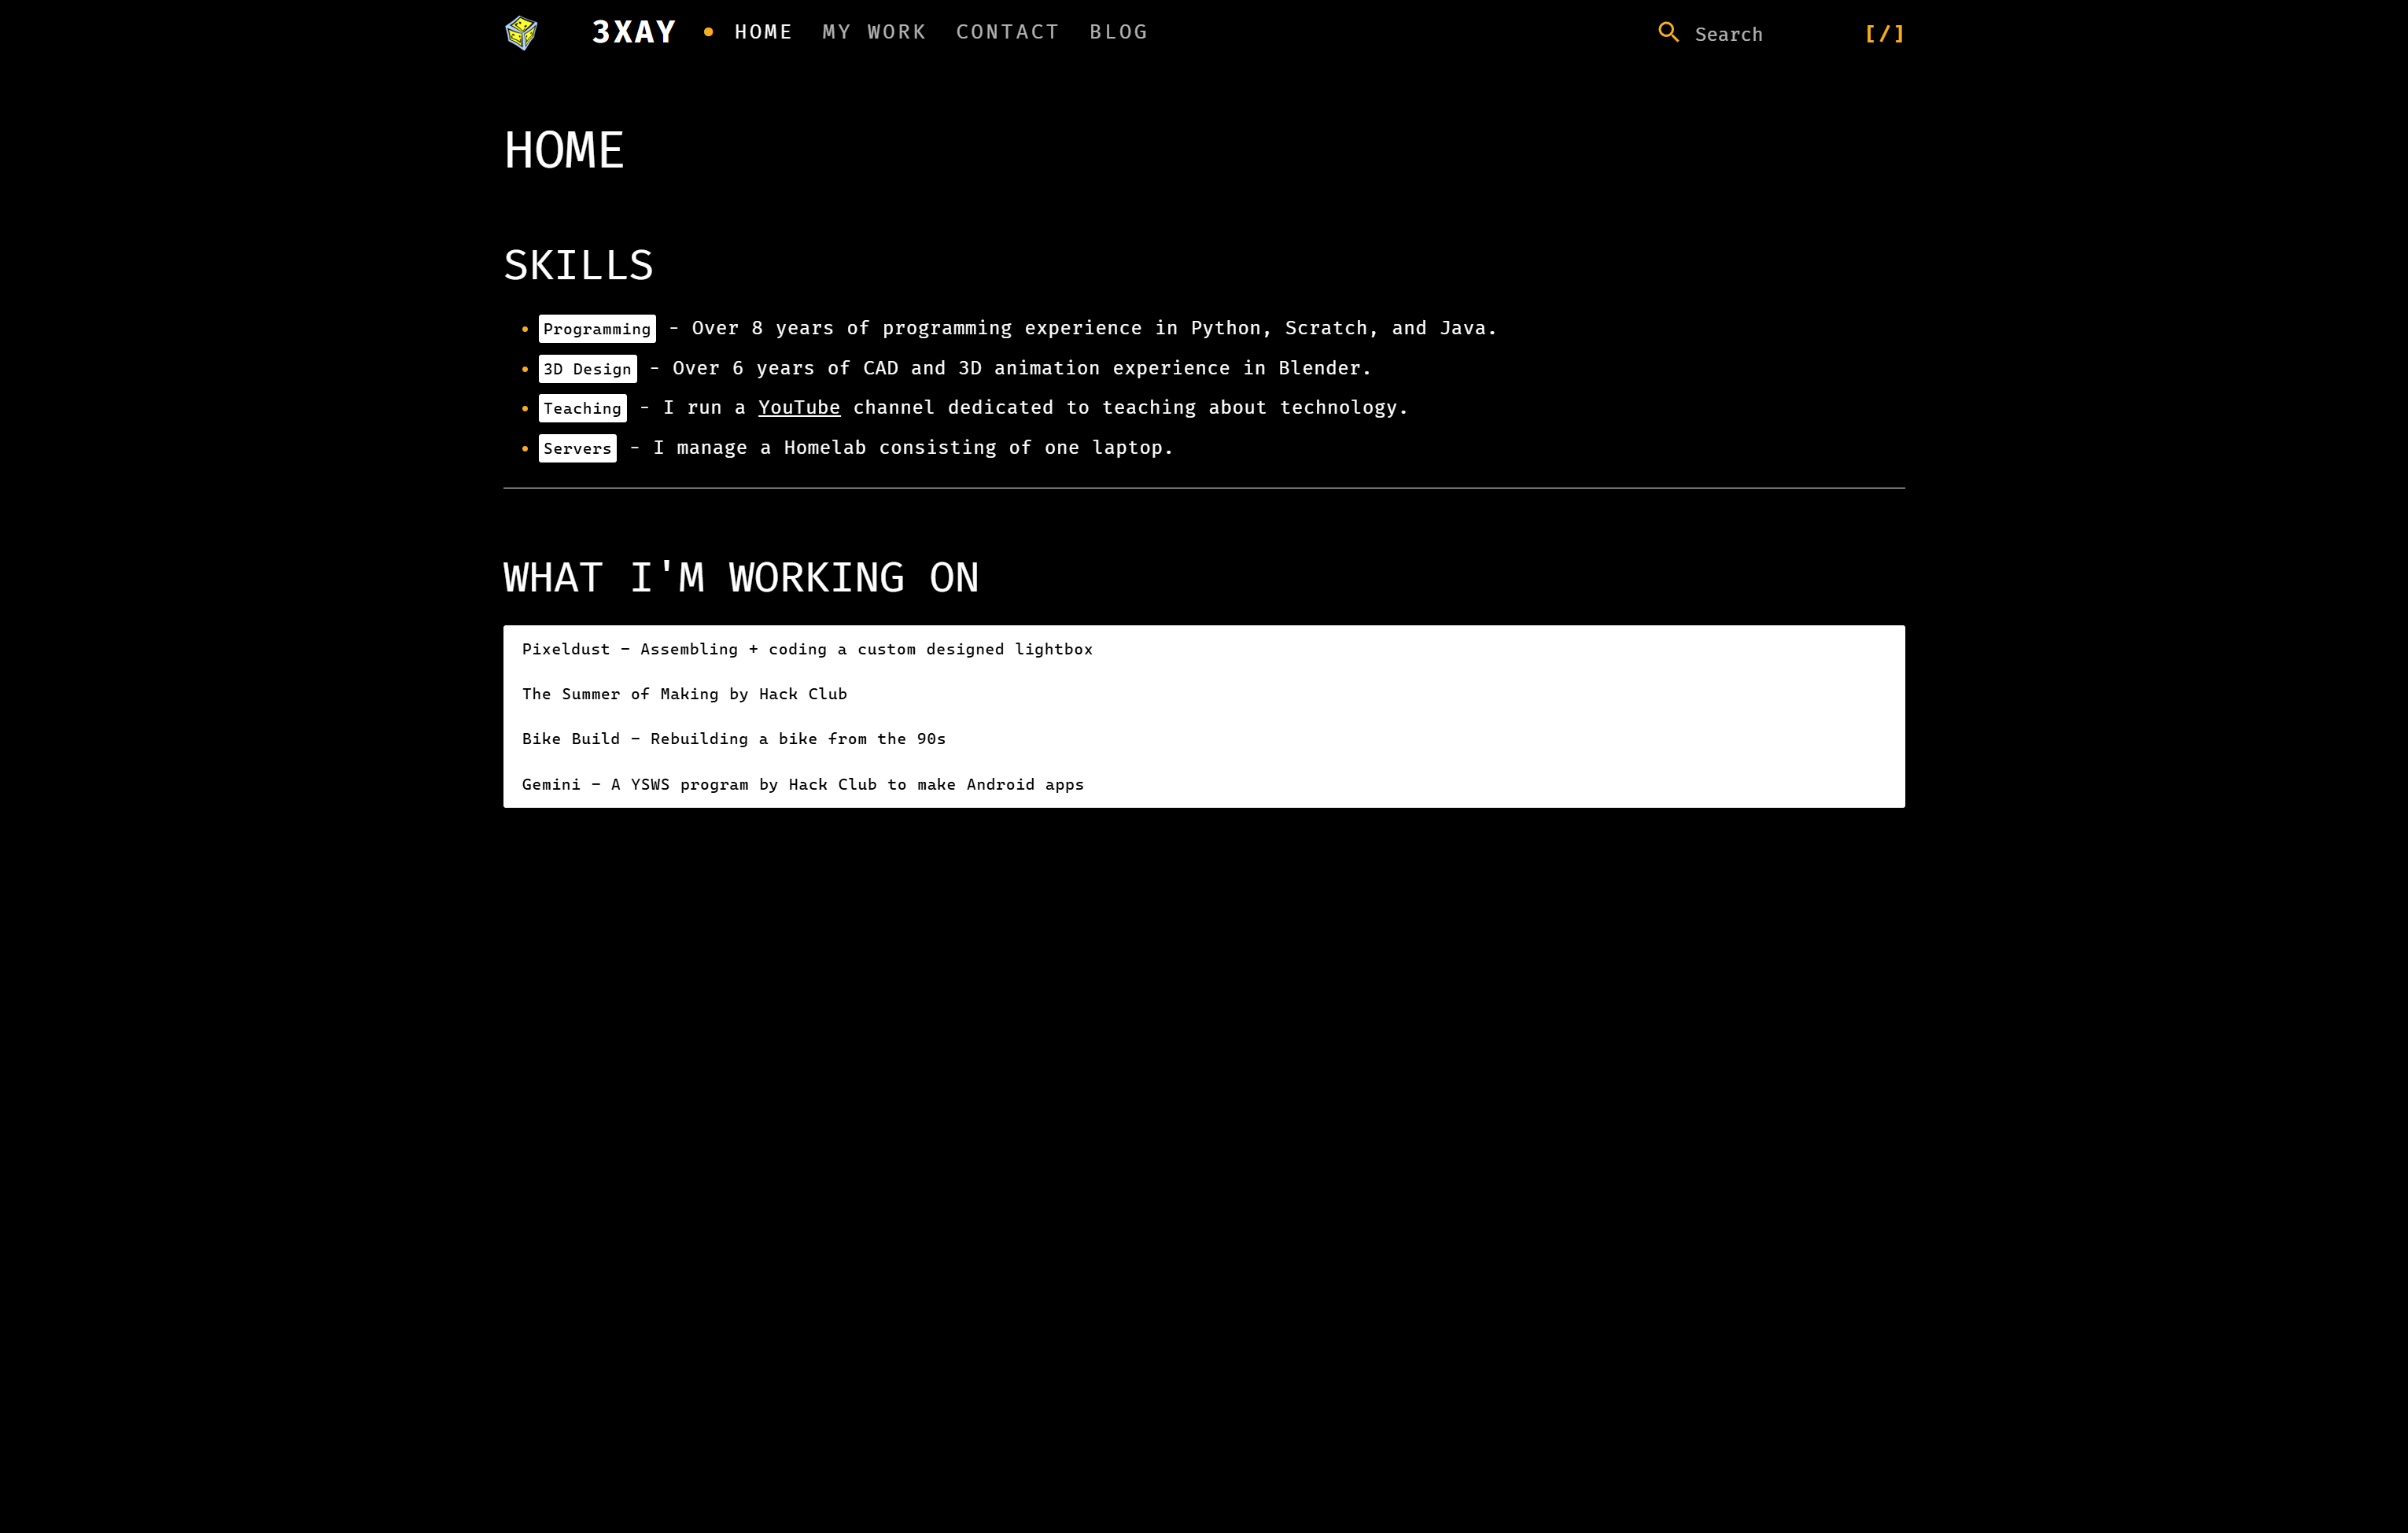 3XAY • HOME MY WORK CONTACT BLOG Search [/]
HOME
SKILLS
• Programming - Over 8 years of programming experience in Python, Scratch, and Java.
• 3D Design - Over 6 years of CAD and 3D animation experience in Blender.
• Teaching - I run a YouTube channel dedicated to teaching about technology.
• Servers - I manage a Homelab consisting of one laptop.
WHAT I'M WORKING ON
Pixeldust – Assembling + coding a custom designed lightbox
The Summer of Making by Hack Club
Bike Build – Rebuilding a bike from the 90s
Gemini – A YSWS program by Hack Club to make Android apps